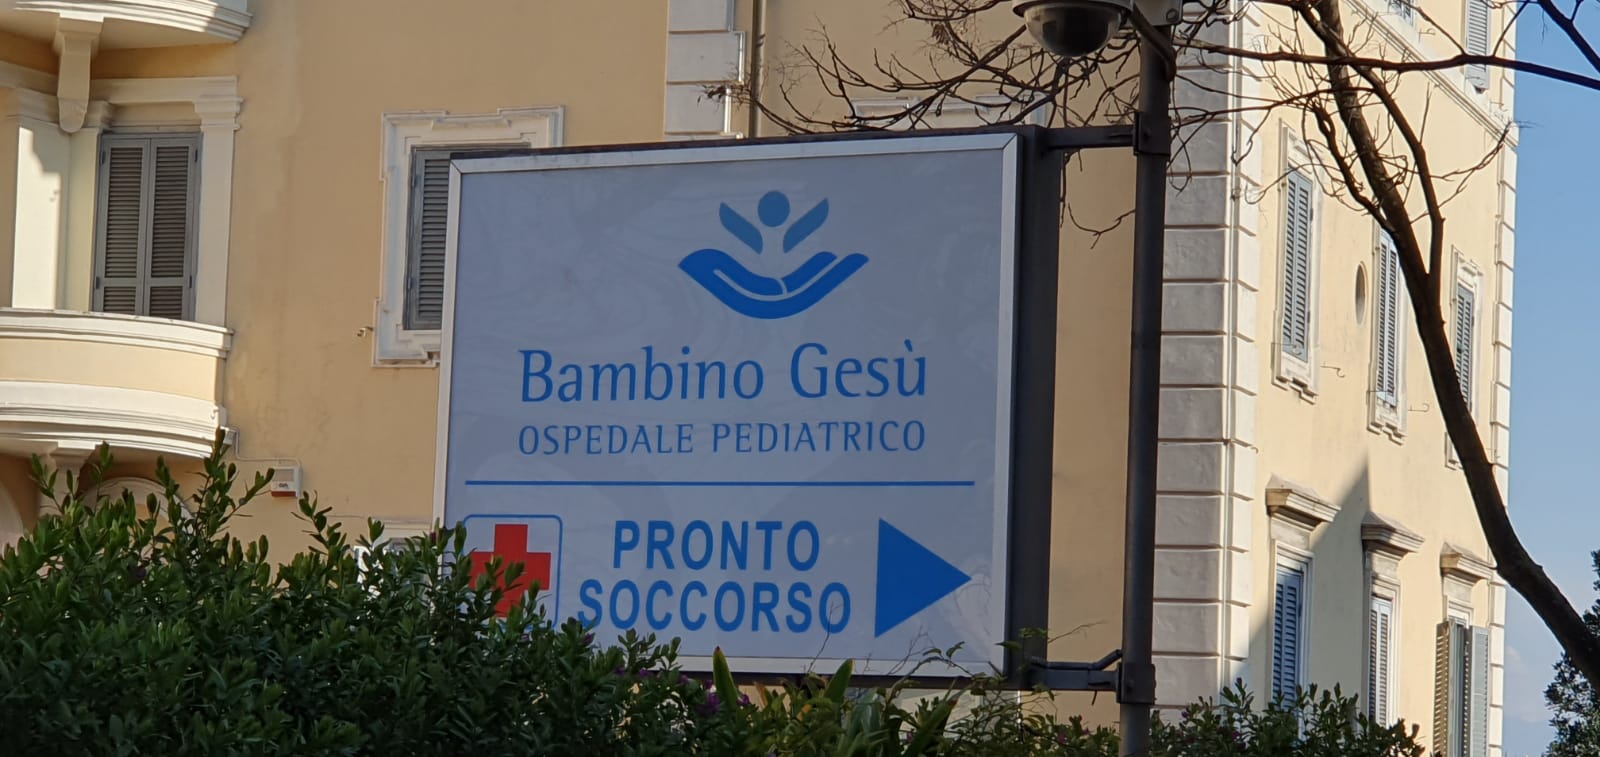 Bambino Gesù
OSPEDALE PEDIATRICO
PRONTO
SOCCORSO